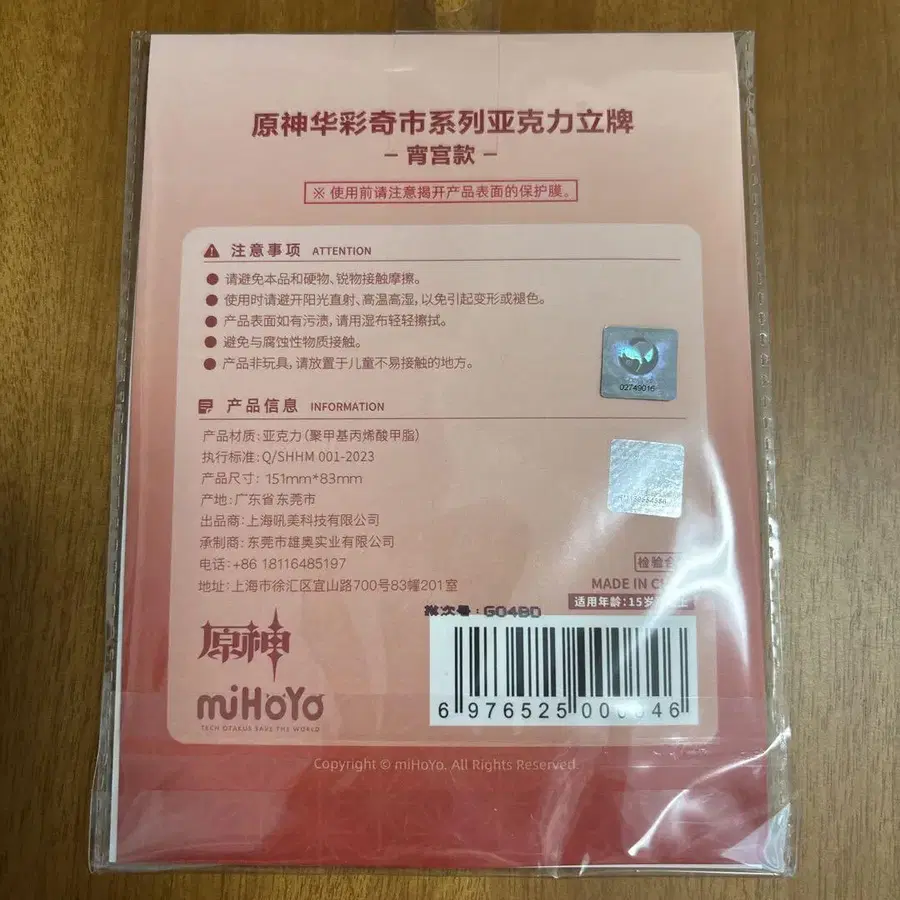 原神华彩奇市系列亚克力立牌
– 宵宫款 –
※ 使用前请注意揭开产品表面的保护膜。
注意事项 ATTENTION
● 请避免本品和硬物、锐物接触摩擦。
● 使用时请避开阳光直射、高温高湿,以免引起变形或褪色。
● 产品表面如有污渍,请用湿布轻轻擦拭。
● 避免与腐蚀性物质接触。
● 产品非玩具,请放置于儿童不易接触的地方。
02749016
产品信息 INFORMATION
产品材质:亚克力(聚甲基丙烯酸甲脂)
执行标准:Q/SHHM 001-2023
产品尺寸: 151mm*83mm
产地:广东省东莞市
出品商:上海吼美科技有限公司
承制商:东莞市雄奥实业有限公司
电话:+86 18116485197
地址:上海市徐汇区宜山路700号83幢201室
检验合
MADE IN C
适用年龄:15岁
批次号:G04BD
原神
miHoYo
TECH OTAKUS SAVE THE WORLD
6 976525 000846
Copyright © miHoYo. All Rights Reserved.